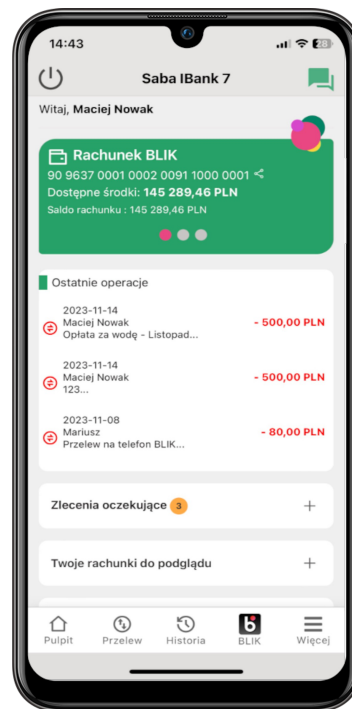 14:43
28
Saba IBank 7
Witaj, Maciej Nowak
Rachunek BLIK
90 9637 0001 0002 0091 1000 0001
Dostępne środki: 145 289,46 PLN
Saldo rachunku : 145 289,46 PLN
Ostatnie operacje
2023-11-14
Maciej Nowak
Opłata za wodę - Listopad...
- 500,00 PLN
2023-11-14
Maciej Nowak
123...
- 500,00 PLN
2023-11-08
Mariusz
Przelew na telefon BLIK...
- 80,00 PLN
Zlecenia oczekujące 3
Twoje rachunki do podglądu
Pulpit Przelew Historia BLIK Więcej